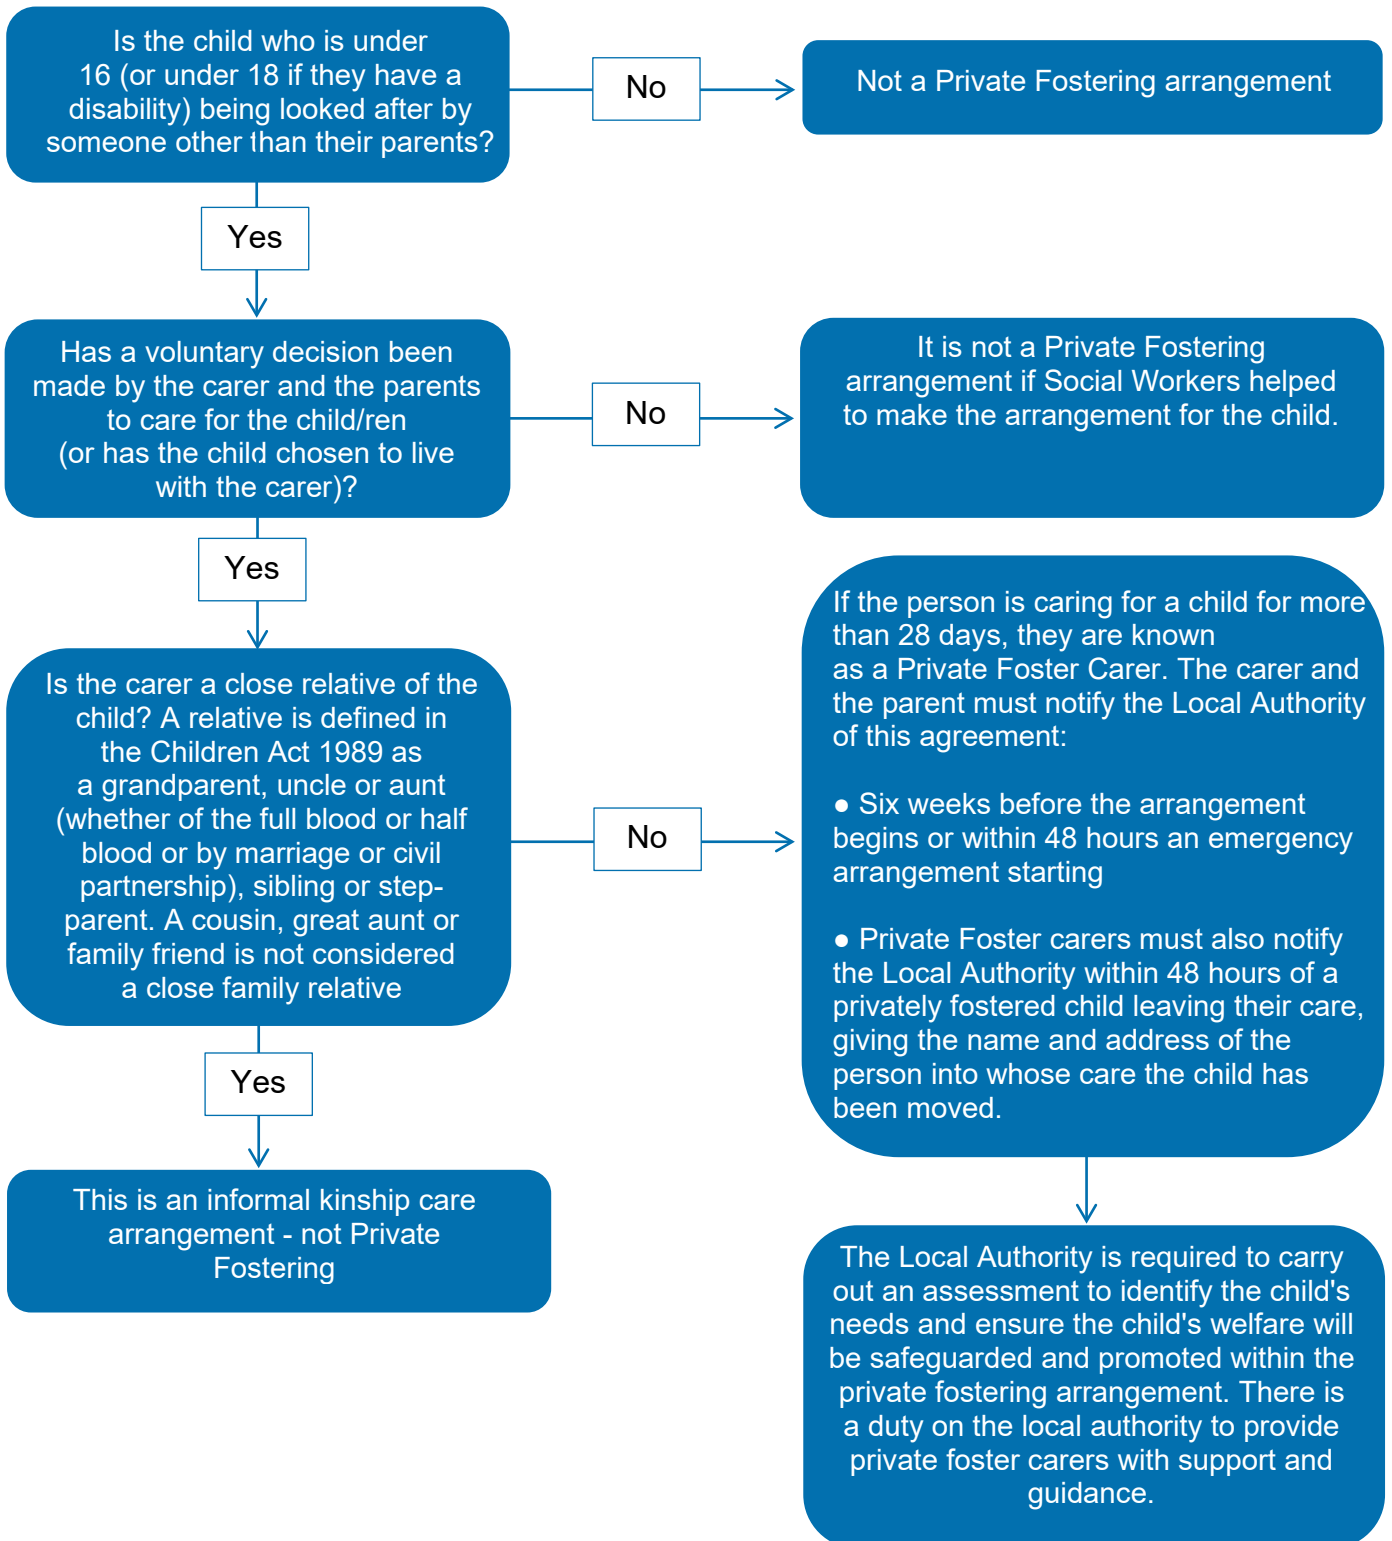 Is the child who is under
16 (or under 18 if they have a
disability) being looked after by
someone other than their parents?
No
Not a Private Fostering arrangement
Yes
Has a voluntary decision been
made by the carer and the parents
to care for the child/ren
(or has the child chosen to live
with the carer)?
No
It is not a Private Fostering
arrangement if Social Workers helped
to make the arrangement for the child.
Yes
Is the carer a close relative of the
child? A relative is defined in
the Children Act 1989 as
a grandparent, uncle or aunt
(whether of the full blood or half
blood or by marriage or civil
partnership), sibling or step-
parent. A cousin, great aunt or
family friend is not considered
a close family relative
No
If the person is caring for a child for more
than 28 days, they are known
as a Private Foster Carer. The carer and
the parent must notify the Local Authority
of this agreement:
● Six weeks before the arrangement
begins or within 48 hours an emergency
arrangement starting
● Private Foster carers must also notify
the Local Authority within 48 hours of a
privately fostered child leaving their care,
giving the name and address of the
person into whose care the child has
been moved.
Yes
This is an informal kinship care
arrangement - not Private
Fostering
The Local Authority is required to carry
out an assessment to identify the child's
needs and ensure the child's welfare will
be safeguarded and promoted within the
private fostering arrangement. There is
a duty on the local authority to provide
private foster carers with support and
guidance.